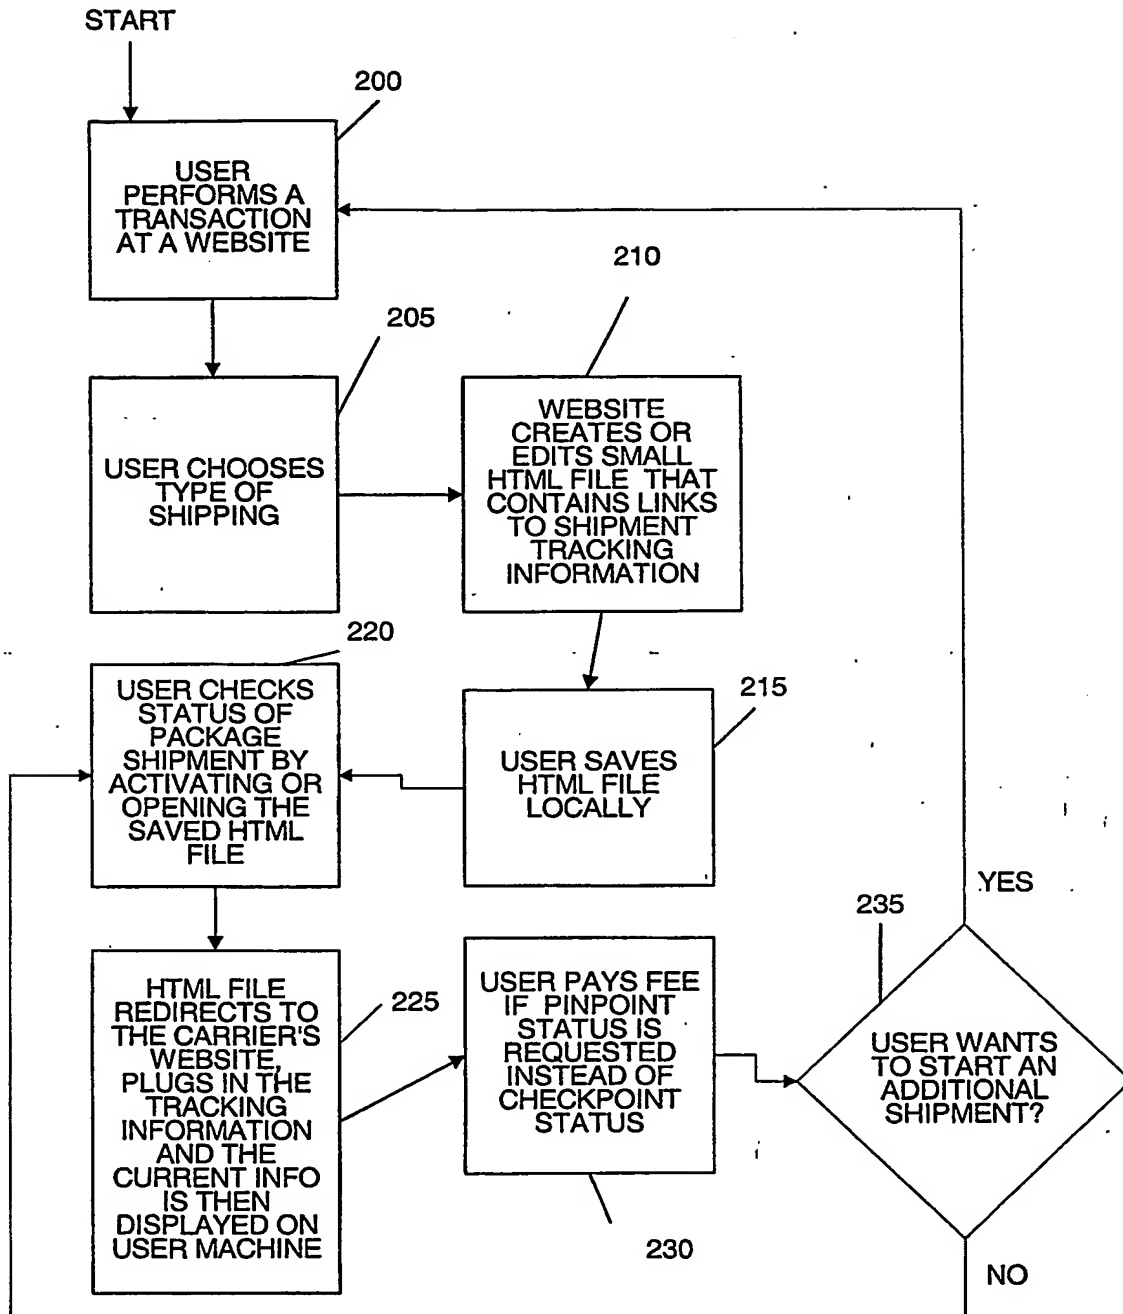 START
200
USER
PERFORMS A
TRANSACTION
AT A WEBSITE
205
USER CHOOSES
TYPE OF
SHIPPING
210
WEBSITE
CREATES OR
EDITS SMALL
HTML FILE THAT
CONTAINS LINKS
TO SHIPMENT
TRACKING
INFORMATION
215
USER SAVES
HTML FILE
LOCALLY
220
USER CHECKS
STATUS OF
PACKAGE
SHIPMENT BY
ACTIVATING OR
OPENING THE
SAVED HTML
FILE
225
HTML FILE
REDIRECTS TO
THE CARRIER'S
WEBSITE,
PLUGS IN THE
TRACKING
INFORMATION
AND THE
CURRENT INFO
IS THEN
DISPLAYED ON
USER MACHINE
USER PAYS FEE
IF PINPOINT
STATUS IS
REQUESTED
INSTEAD OF
CHECKPOINT
STATUS
230
235
YES
USER WANTS
TO START AN
ADDITIONAL
SHIPMENT?
NO